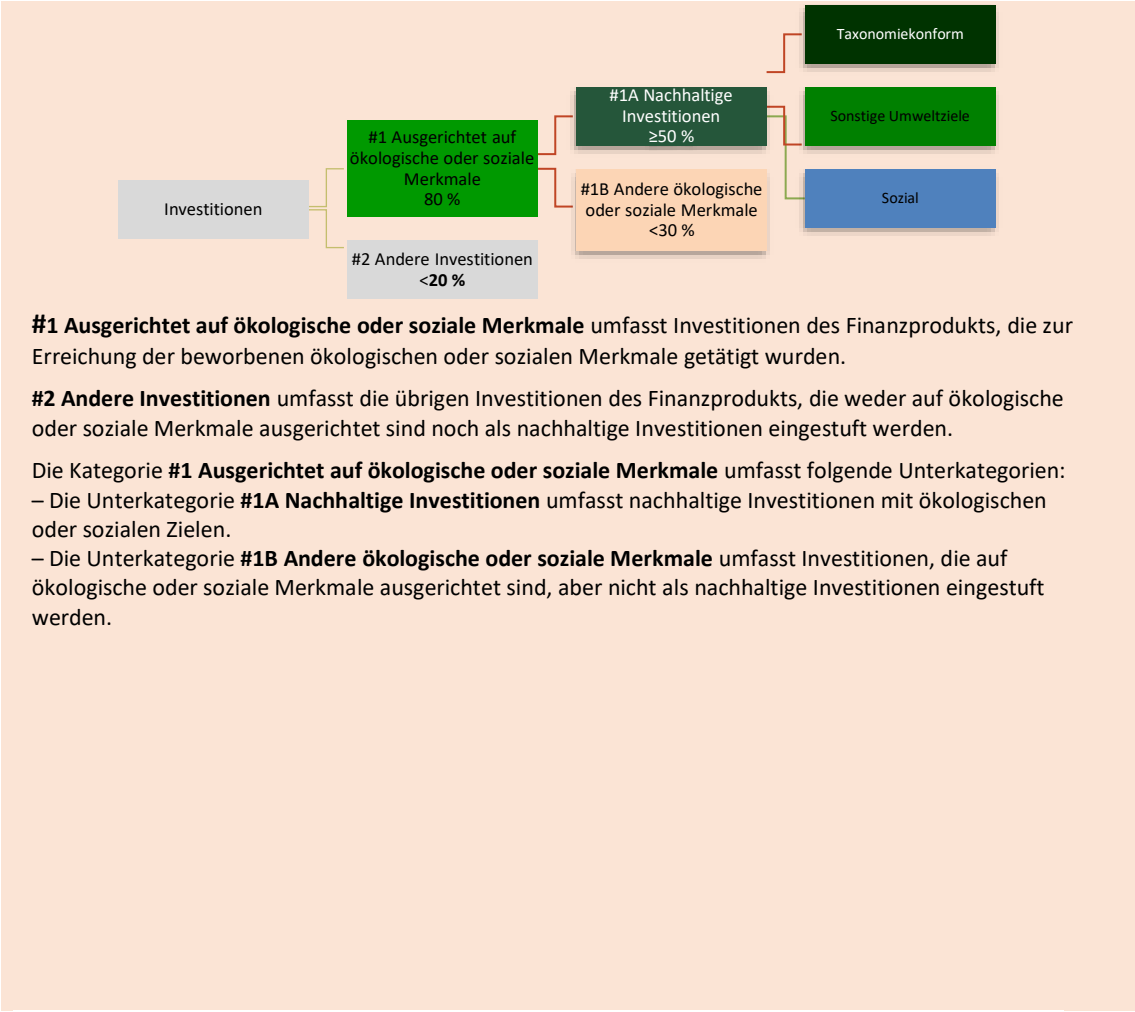 Taxonomiekonform
#1A Nachhaltige
Investitionen
≥50 %
Sonstige Umweltziele
#1 Ausgerichtet auf
ökologische oder soziale
Merkmale
80 %
#1B Andere ökologische
oder soziale Merkmale
<30 %
Sozial
Investitionen
#2 Andere Investitionen
<20 %
#1 Ausgerichtet auf ökologische oder soziale Merkmale umfasst Investitionen des Finanzprodukts, die zur
Erreichung der beworbenen ökologischen oder sozialen Merkmale getätigt wurden.
#2 Andere Investitionen umfasst die übrigen Investitionen des Finanzprodukts, die weder auf ökologische
oder soziale Merkmale ausgerichtet sind noch als nachhaltige Investitionen eingestuft werden.
Die Kategorie #1 Ausgerichtet auf ökologische oder soziale Merkmale umfasst folgende Unterkategorien:
– Die Unterkategorie #1A Nachhaltige Investitionen umfasst nachhaltige Investitionen mit ökologischen
oder sozialen Zielen.
– Die Unterkategorie #1B Andere ökologische oder soziale Merkmale umfasst Investitionen, die auf
ökologische oder soziale Merkmale ausgerichtet sind, aber nicht als nachhaltige Investitionen eingestuft
werden.